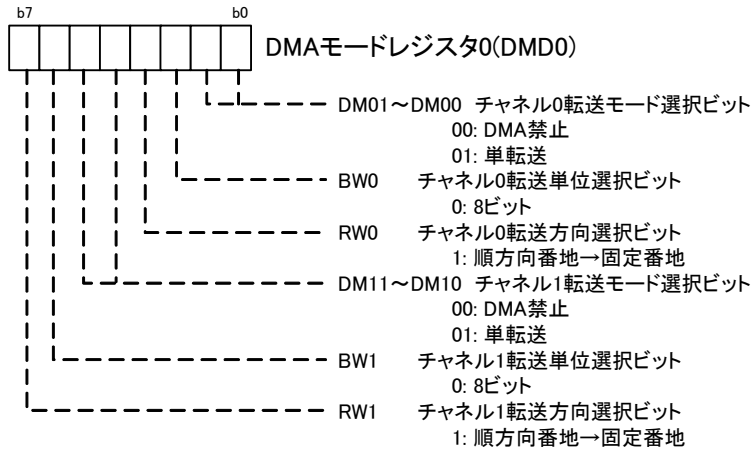 b7 b0
DMAモードレジスタ0(DMD0)
DM01～DM00 チャネル0転送モード選択ビット
00: DMA禁止
01: 単転送
BW0 チャネル0転送単位選択ビット
0: 8ビット
RW0 チャネル0転送方向選択ビット
1: 順方向番地→固定番地
DM11～DM10 チャネル1転送モード選択ビット
00: DMA禁止
01: 単転送
BW1 チャネル1転送単位選択ビット
0: 8ビット
RW1 チャネル1転送方向選択ビット
1: 順方向番地→固定番地